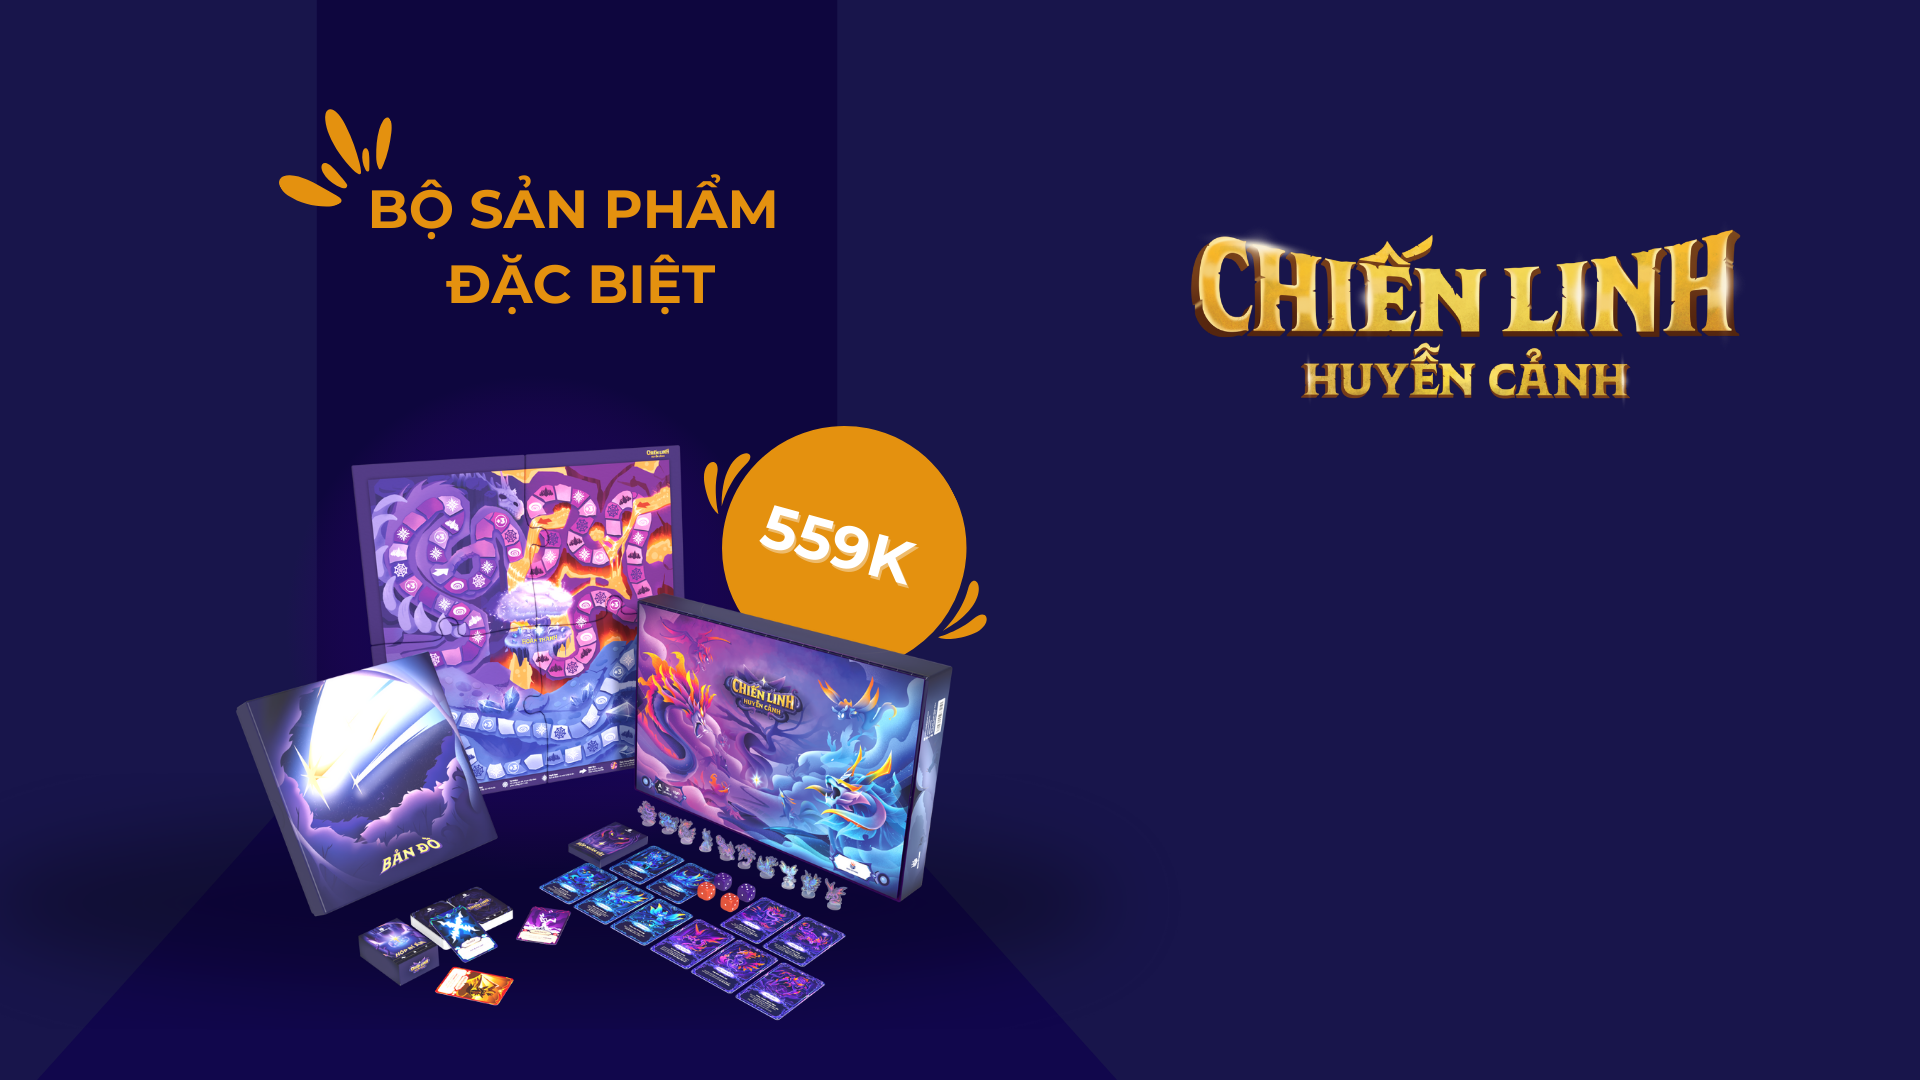 BỘ SẢN PHẨM
ĐẶC BIỆT
CHIẾN LINH
HUYỄN CẢNH
559K
CHIẾN LINH
HUYỄN CẢNH
BẢN ĐỒ